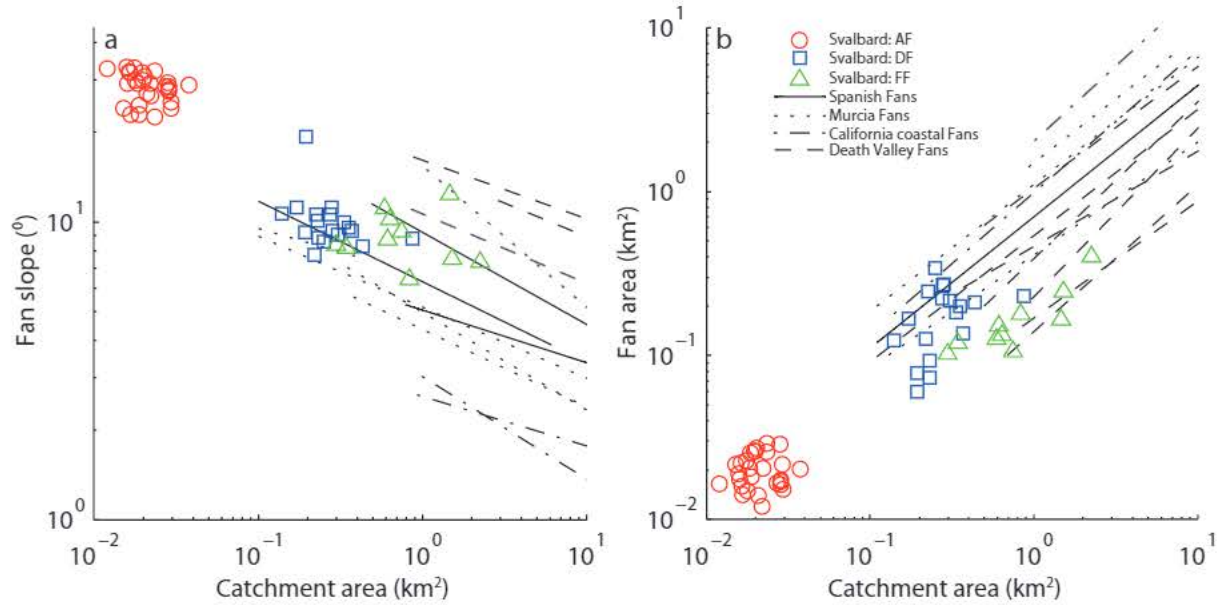 a
Fan slope (⁰)
10¹
10⁰
10⁻²
10⁻¹
10⁰
10¹
Catchment area (km²)
b
Svalbard: AF
Svalbard: DF
Svalbard: FF
Spanish Fans
Murcia Fans
California coastal Fans
Death Valley Fans
Fan area (km²)
10¹
10⁰
10⁻¹
10⁻²
10⁻²
10⁻¹
10⁰
10¹
Catchment area (km²)